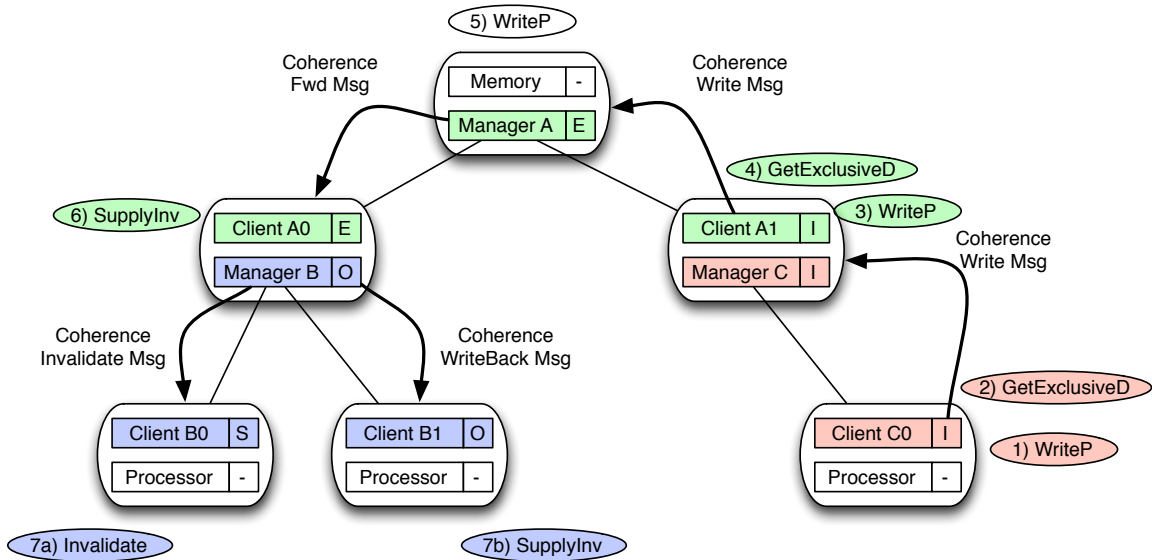 5) WriteP
Coherence
Fwd Msg
Coherence
Write Msg
Memory -
Manager A E
4) GetExclusiveD
6) SupplyInv
3) WriteP
Client A0 E
Manager B O
Client A1 I
Manager C I
Coherence
Write Msg
Coherence
Invalidate Msg
Coherence
WriteBack Msg
2) GetExclusiveD
Client B0 S
Processor -
Client B1 O
Processor -
Client C0 I
Processor -
1) WriteP
7a) Invalidate
7b) SupplyInv